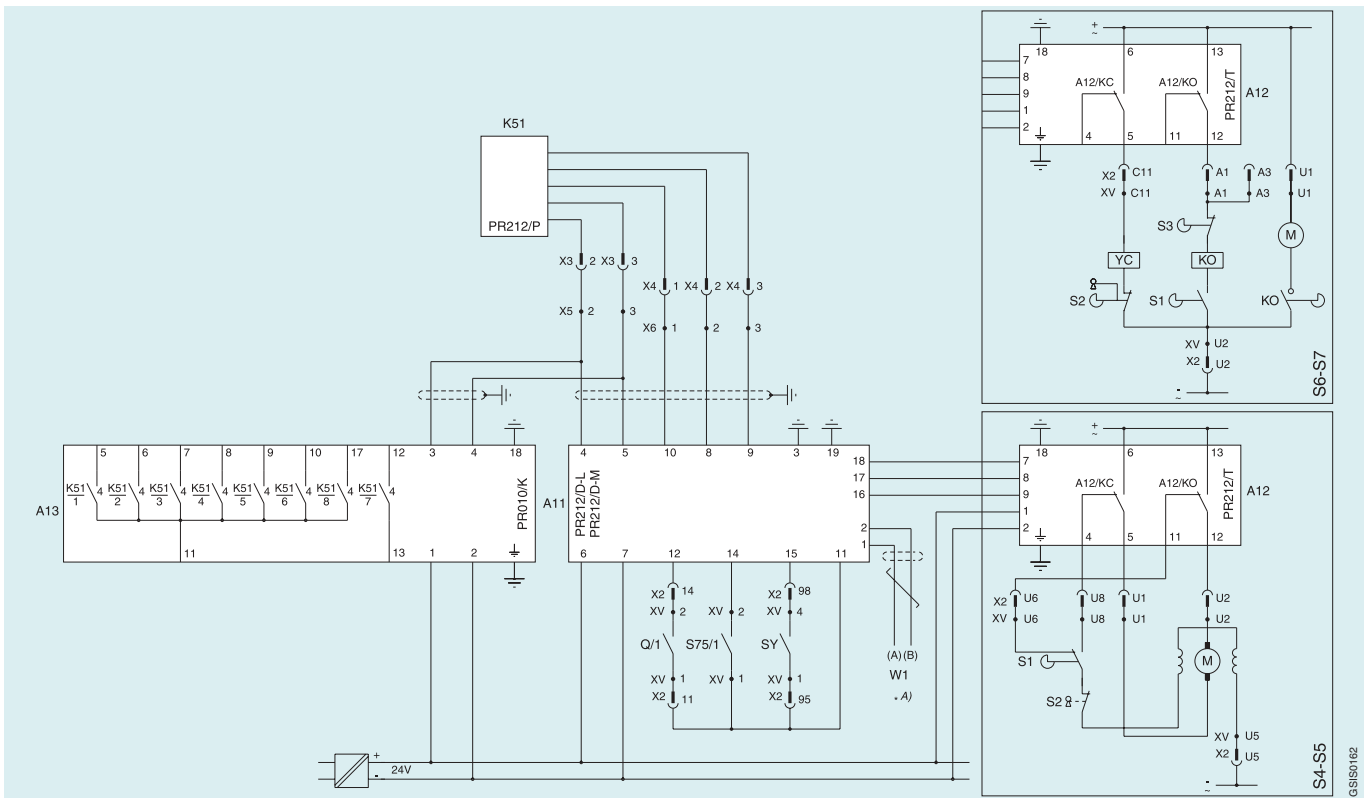 +
~
18 6 13
7
8
9
1
2
A12/KC A12/KO
PR212/T
A12
4 5 11 12
X2 C11 A1 A3 U1
XV C11 A1 A3 U1
S3
M
YC KO
S2 S1 KO
XV U2
X2 U2
-
~
S6-S7
K51
PR212/P
X3 2 X3 3
X4 1 X4 2 X4 3
X5 2 3
X6 1 2 3
5 6 7 8 9 10 17 12 3 4 18
K51 4 K51 4 K51 4 K51 4 K51 4 K51 4 K51 4 K51 4
1 2 3 4 5 6 8 7
A13
PR010/K
11 13 1 2
4 5 10 8 9 3 19
A11
PR212/D-L
PR212/D-M
18
17
16
2
1
6 7 12 14 15 11
X2 14 X2 98
XV 2 XV 2 XV 4
Q/1 S75/1 SY
XV 1 XV 1 XV 1
X2 11 X2 95
(A) (B)
W1
. A)
+
24V
-
+
~
18 6 13
7
8
9
1
2
A12/KC A12/KO
PR212/T
A12
4 5 11 12
X2 U6 U8 U1 U2
XV U6 U8 U1 U2
S1
M
S2
XV U5
X2 U5
-
~
S4-S5
GSIS0162